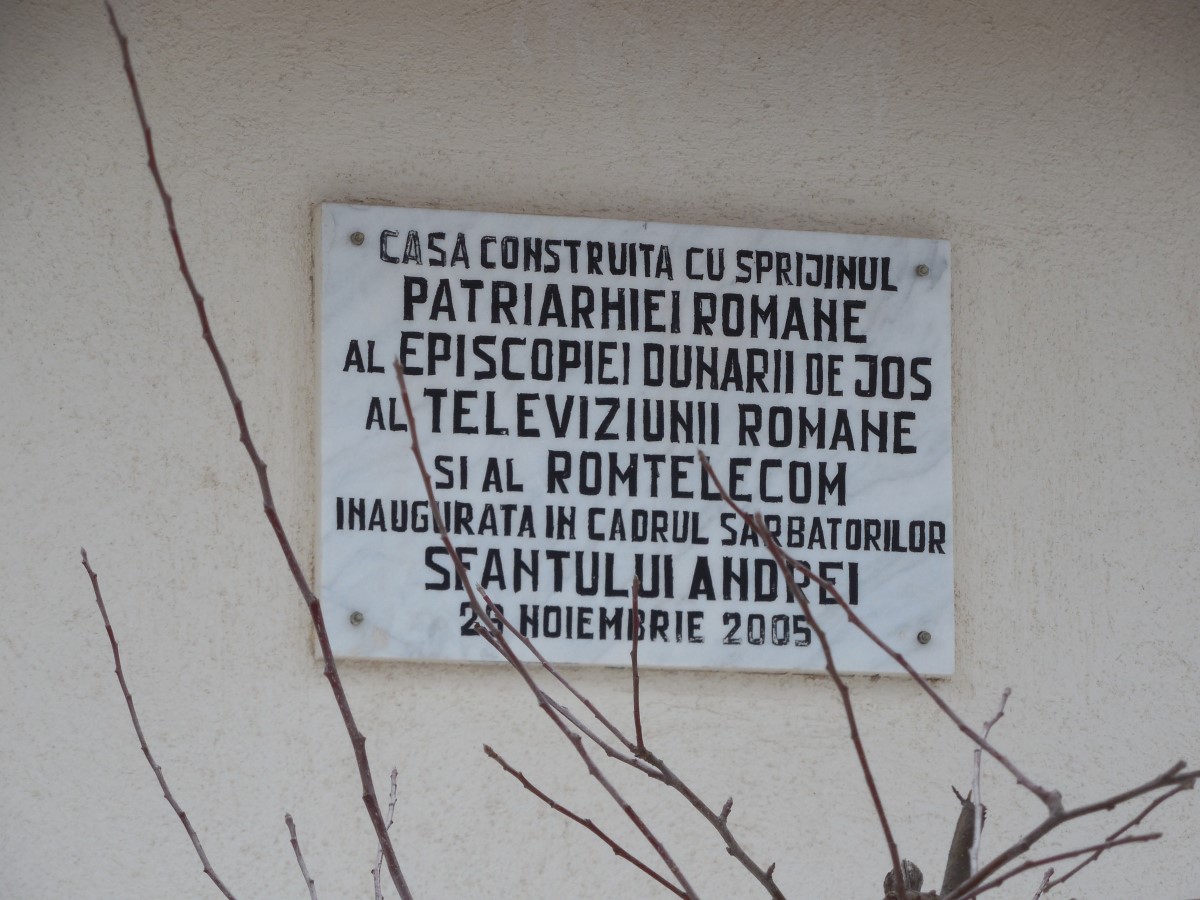 CASA CONSTRUITA CU SPRIJINUL
PATRIARHIEI ROMANE
AL EPISCOPIEI DUNARII DE JOS
AL TELEVIZIUNII ROMANE
SI AL ROMTELECOM
INAUGURATA IN CADRUL SARBATORILOR
SFANTULUI ANDREI
NOIEMBRIE 2005